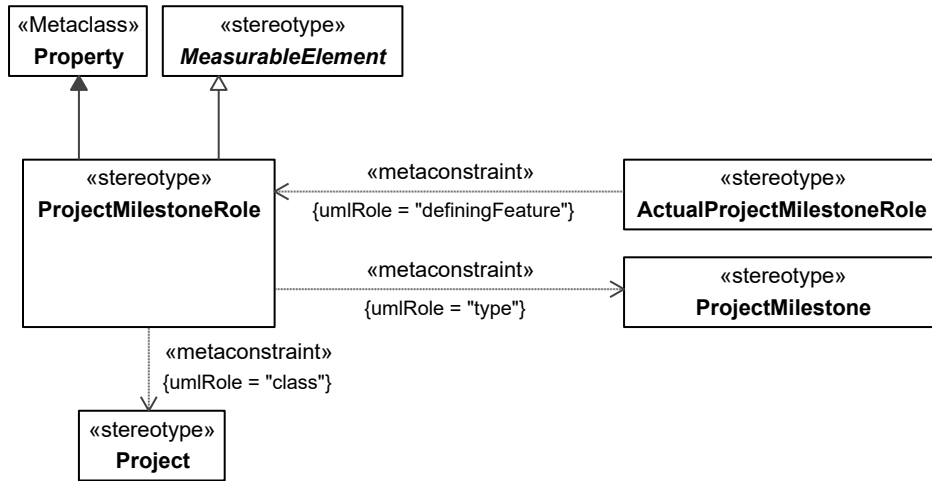 «Metaclass»
Property
«stereotype»
MeasurableElement
«stereotype»
ProjectMilestoneRole
«metaconstraint»
{umlRole = "definingFeature"}
«stereotype»
ActualProjectMilestoneRole
«metaconstraint»
{umlRole = "type"}
«stereotype»
ProjectMilestone
«metaconstraint»
{umlRole = "class"}
«stereotype»
Project